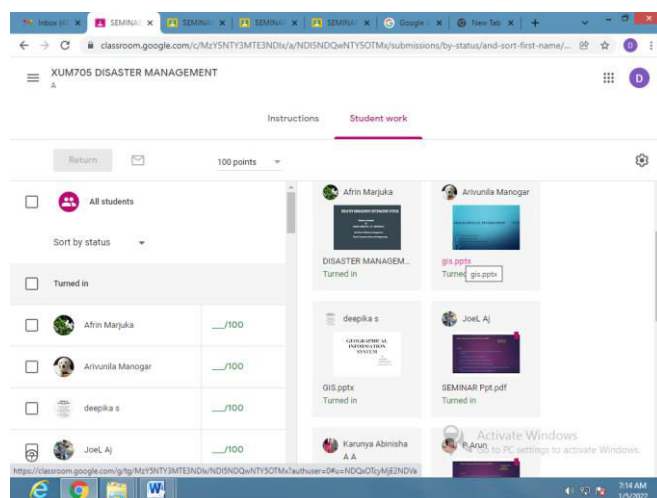 Inbox (4)
SEMINA
SEMINA
SEMINA
SEMINA
Google
New Tab
classroom.google.com/c/MzY5NTY3MTE3NDIx/a/NDI5NDQwNTY5OTMx/submissions/by-status/and-sort-first-name/...
D
XUM705 DISASTER MANAGEMENT
A
D
Instructions
Student work
Return
100 points
All students
Sort by status
Turned in
Afrin Marjuka
__/100
Arivunila Manogar
__/100
deepika s
__/100
JoeL Aj
__/100
Afrin Marjuka
DISASTER MANAGEM...
Turned in
Arivunila Manogar
gis.pptx
Turned
gis.pptx
deepika s
GEOGRAPHICAL
INFORMATION
SYSTEM
GIS.pptx
Turned in
JoeL Aj
SEMINAR Ppt.pdf
Turned in
Karunya Abinisha
A A
P Arun
Activate Windows
Go to PC settings to activate Windows.
https://classroom.google.com/g/tg/MzY5NTY3MTE3NDIx/NDI5NDQwNTY5OTMx?authuser=0#u=NDQxOTcyMjE2NDVa
7:14 AM
1/5/2022